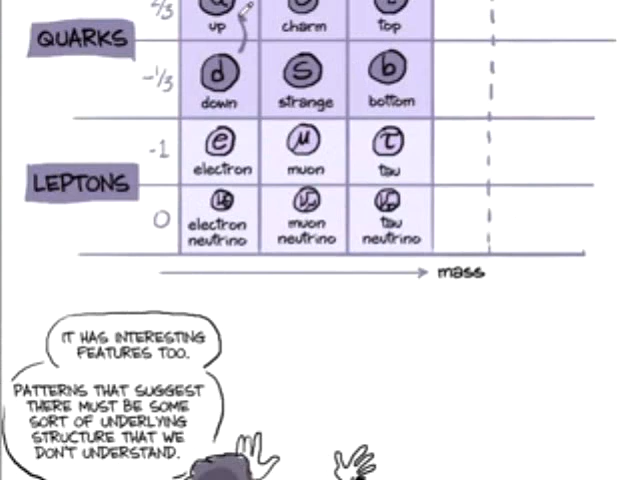 2/3
up charm top
QUARKS
-1/3
d s b
down strange bottom
-1
e μ τ
electron muon tau
LEPTONS
0
electron neutrino
muon neutrino
tau neutrino
mass
IT HAS INTERESTING
FEATURES TOO.
PATTERNS THAT SUGGEST
THERE MUST BE SOME
SORT OF UNDERLYING
STRUCTURE THAT WE
DON'T UNDERSTAND.